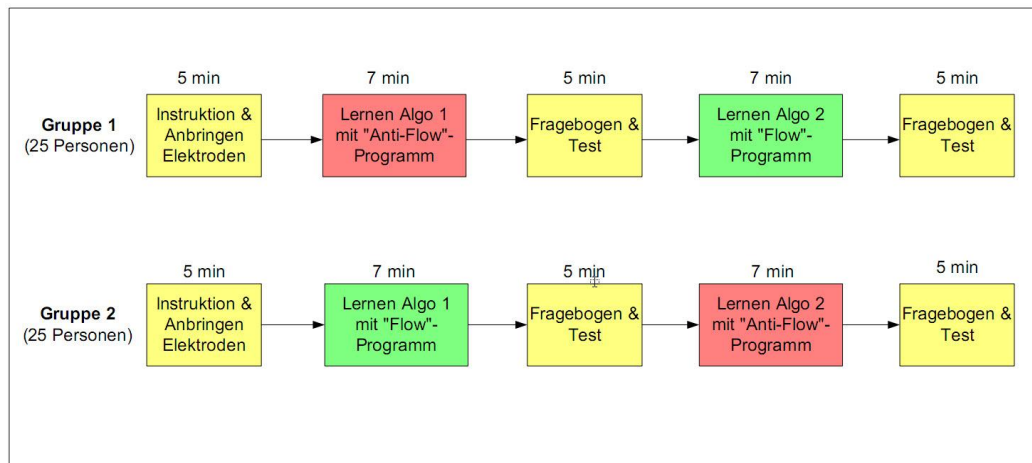 5 min
7 min
5 min
7 min
5 min
Gruppe 1
(25 Personen)
Instruktion &
Anbringen
Elektroden
Lernen Algo 1
mit "Anti-Flow"-
Programm
Fragebogen &
Test
Lernen Algo 2
mit "Flow"-
Programm
Fragebogen &
Test
5 min
7 min
5 min
7 min
5 min
Gruppe 2
(25 Personen)
Instruktion &
Anbringen
Elektroden
Lernen Algo 1
mit "Flow"-
Programm
Fragebogen &
Test
Lernen Algo 2
mit "Anti-Flow"-
Programm
Fragebogen &
Test